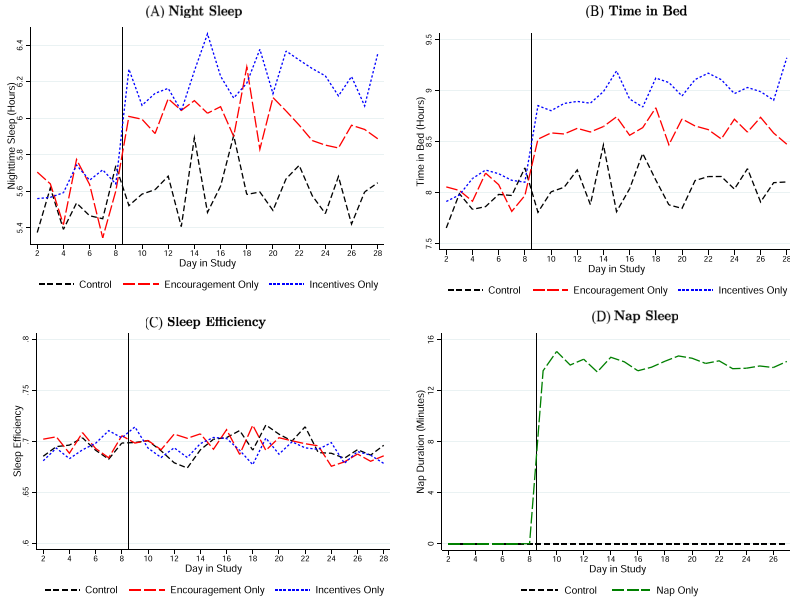 (A) Night Sleep
Nighttime Sleep (Hours)
6.4
6.2
6
5.8
5.6
5.4
2 4 6 8 10 12 14 16 18 20 22 24 26 28
Day in Study
Control Encouragement Only Incentives Only
(B) Time in Bed
Time in Bed (Hours)
9.5
9
8.5
8
7.5
2 4 6 8 10 12 14 16 18 20 22 24 26 28
Day in Study
Control Encouragement Only Incentives Only
(C) Sleep Efficiency
Sleep Efficiency
.8
.75
.7
.65
.6
2 4 6 8 10 12 14 16 18 20 22 24 26 28
Day in Study
Control Encouragement Only Incentives Only
(D) Nap Sleep
Nap Duration (Minutes)
16
12
8
4
0
2 4 6 8 10 12 14 16 18 20 22 24 26 28
Day in Study
Control Nap Only